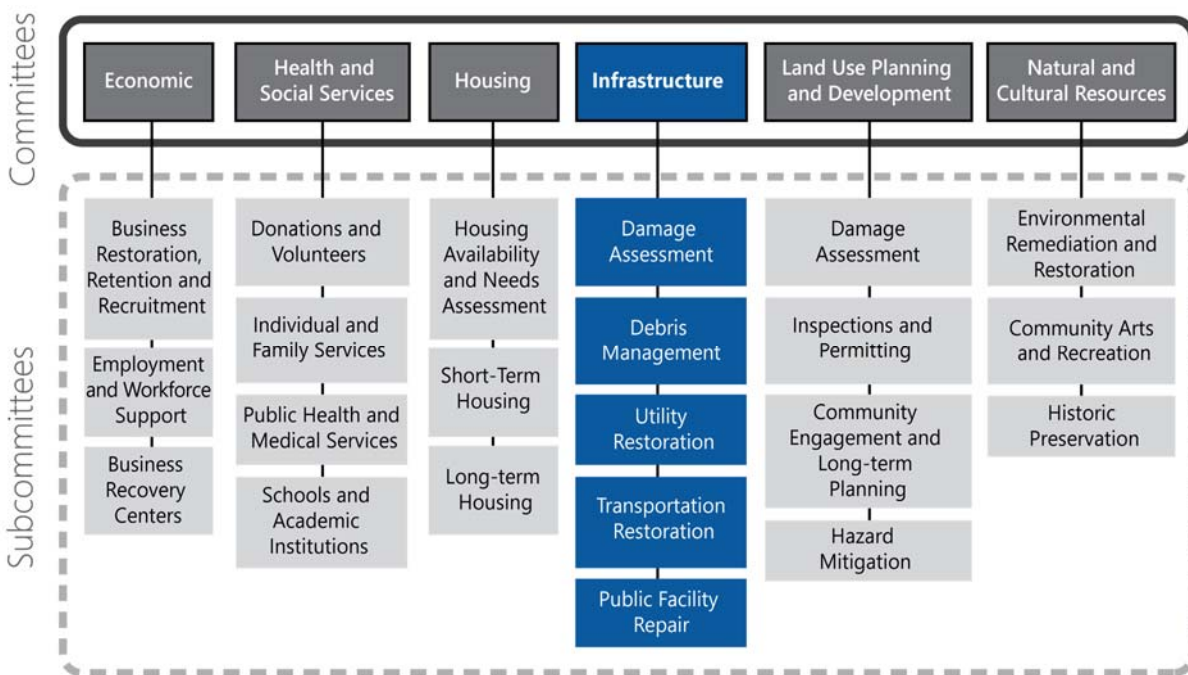 Committees
Economic
Health and
Social Services
Housing
Infrastructure
Land Use Planning
and Development
Natural and
Cultural Resources
Subcommittees
Business
Restoration,
Retention and
Recruitment
Employment
and Workforce
Support
Business
Recovery
Centers
Donations and
Volunteers
Individual and
Family Services
Public Health and
Medical Services
Schools and
Academic
Institutions
Housing
Availability
and Needs
Assessment
Short-Term
Housing
Long-term
Housing
Damage
Assessment
Debris
Management
Utility
Restoration
Transportation
Restoration
Public Facility
Repair
Damage
Assessment
Inspections and
Permitting
Community
Engagement and
Long-term
Planning
Hazard
Mitigation
Environmental
Remediation and
Restoration
Community Arts
and Recreation
Historic
Preservation